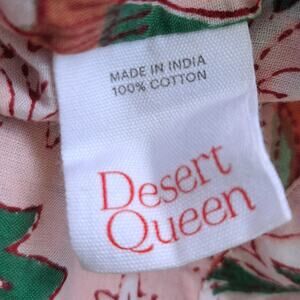 MADE IN INDIA
100% COTTON
Desert
Queen